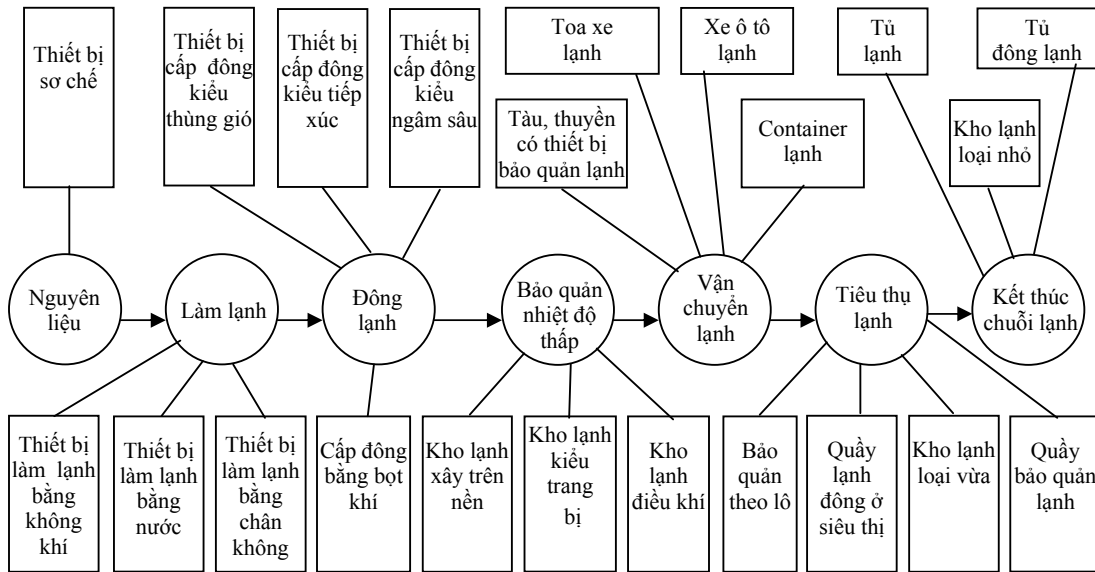 Thiết bị
sơ chế
Thiết bị
cấp đông
kiểu
thùng gió
Thiết bị
cấp đông
kiểu tiếp
xúc
Thiết bị
cấp đông
kiểu
ngâm sâu
Toa xe
lạnh
Xe ô tô
lạnh
Tủ
lạnh
Tủ
đông lạnh
Tàu, thuyền
có thiết bị
bảo quản lạnh
Container
lạnh
Kho lạnh
loại nhỏ
Nguyên
liệu
Làm lạnh
Đông
lạnh
Bảo quản
nhiệt độ
thấp
Vận
chuyển
lạnh
Tiêu thụ
lạnh
Kết thúc
chuỗi lạnh
Thiết bị
làm lạnh
bằng
không
khí
Thiết bị
làm lạnh
bằng
nước
Thiết bị
làm lạnh
bằng
chân
không
Cấp đông
bằng bọt
khí
Kho lạnh
xây trên
nền
Kho lạnh
kiểu
trang
bị
Kho
lạnh
điều khí
Bảo
quản
theo lô
Quầy
lạnh
đông ở
siêu thị
Kho lạnh
loại vừa
Quầy
bảo quản
lạnh